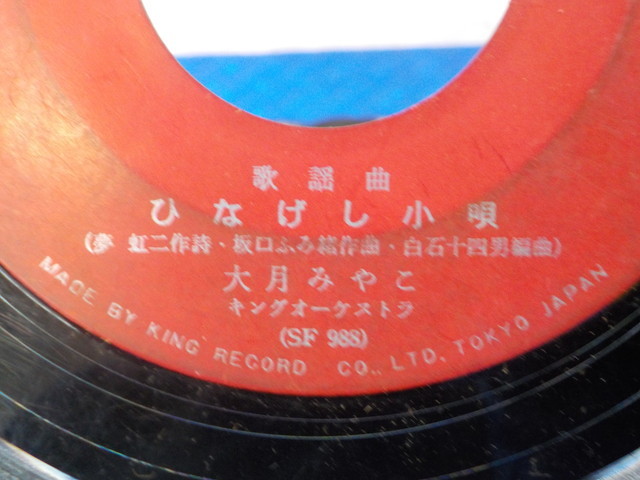 歌謡曲
ひなげし小唄
(夢 虹二作詩・坂口ふみ緒作曲・白石十四男編曲)
大月みやこ
キングオーケストラ
(SF 988)
MADE BY KING RECORD CO., LTD. TOKYO JAPAN